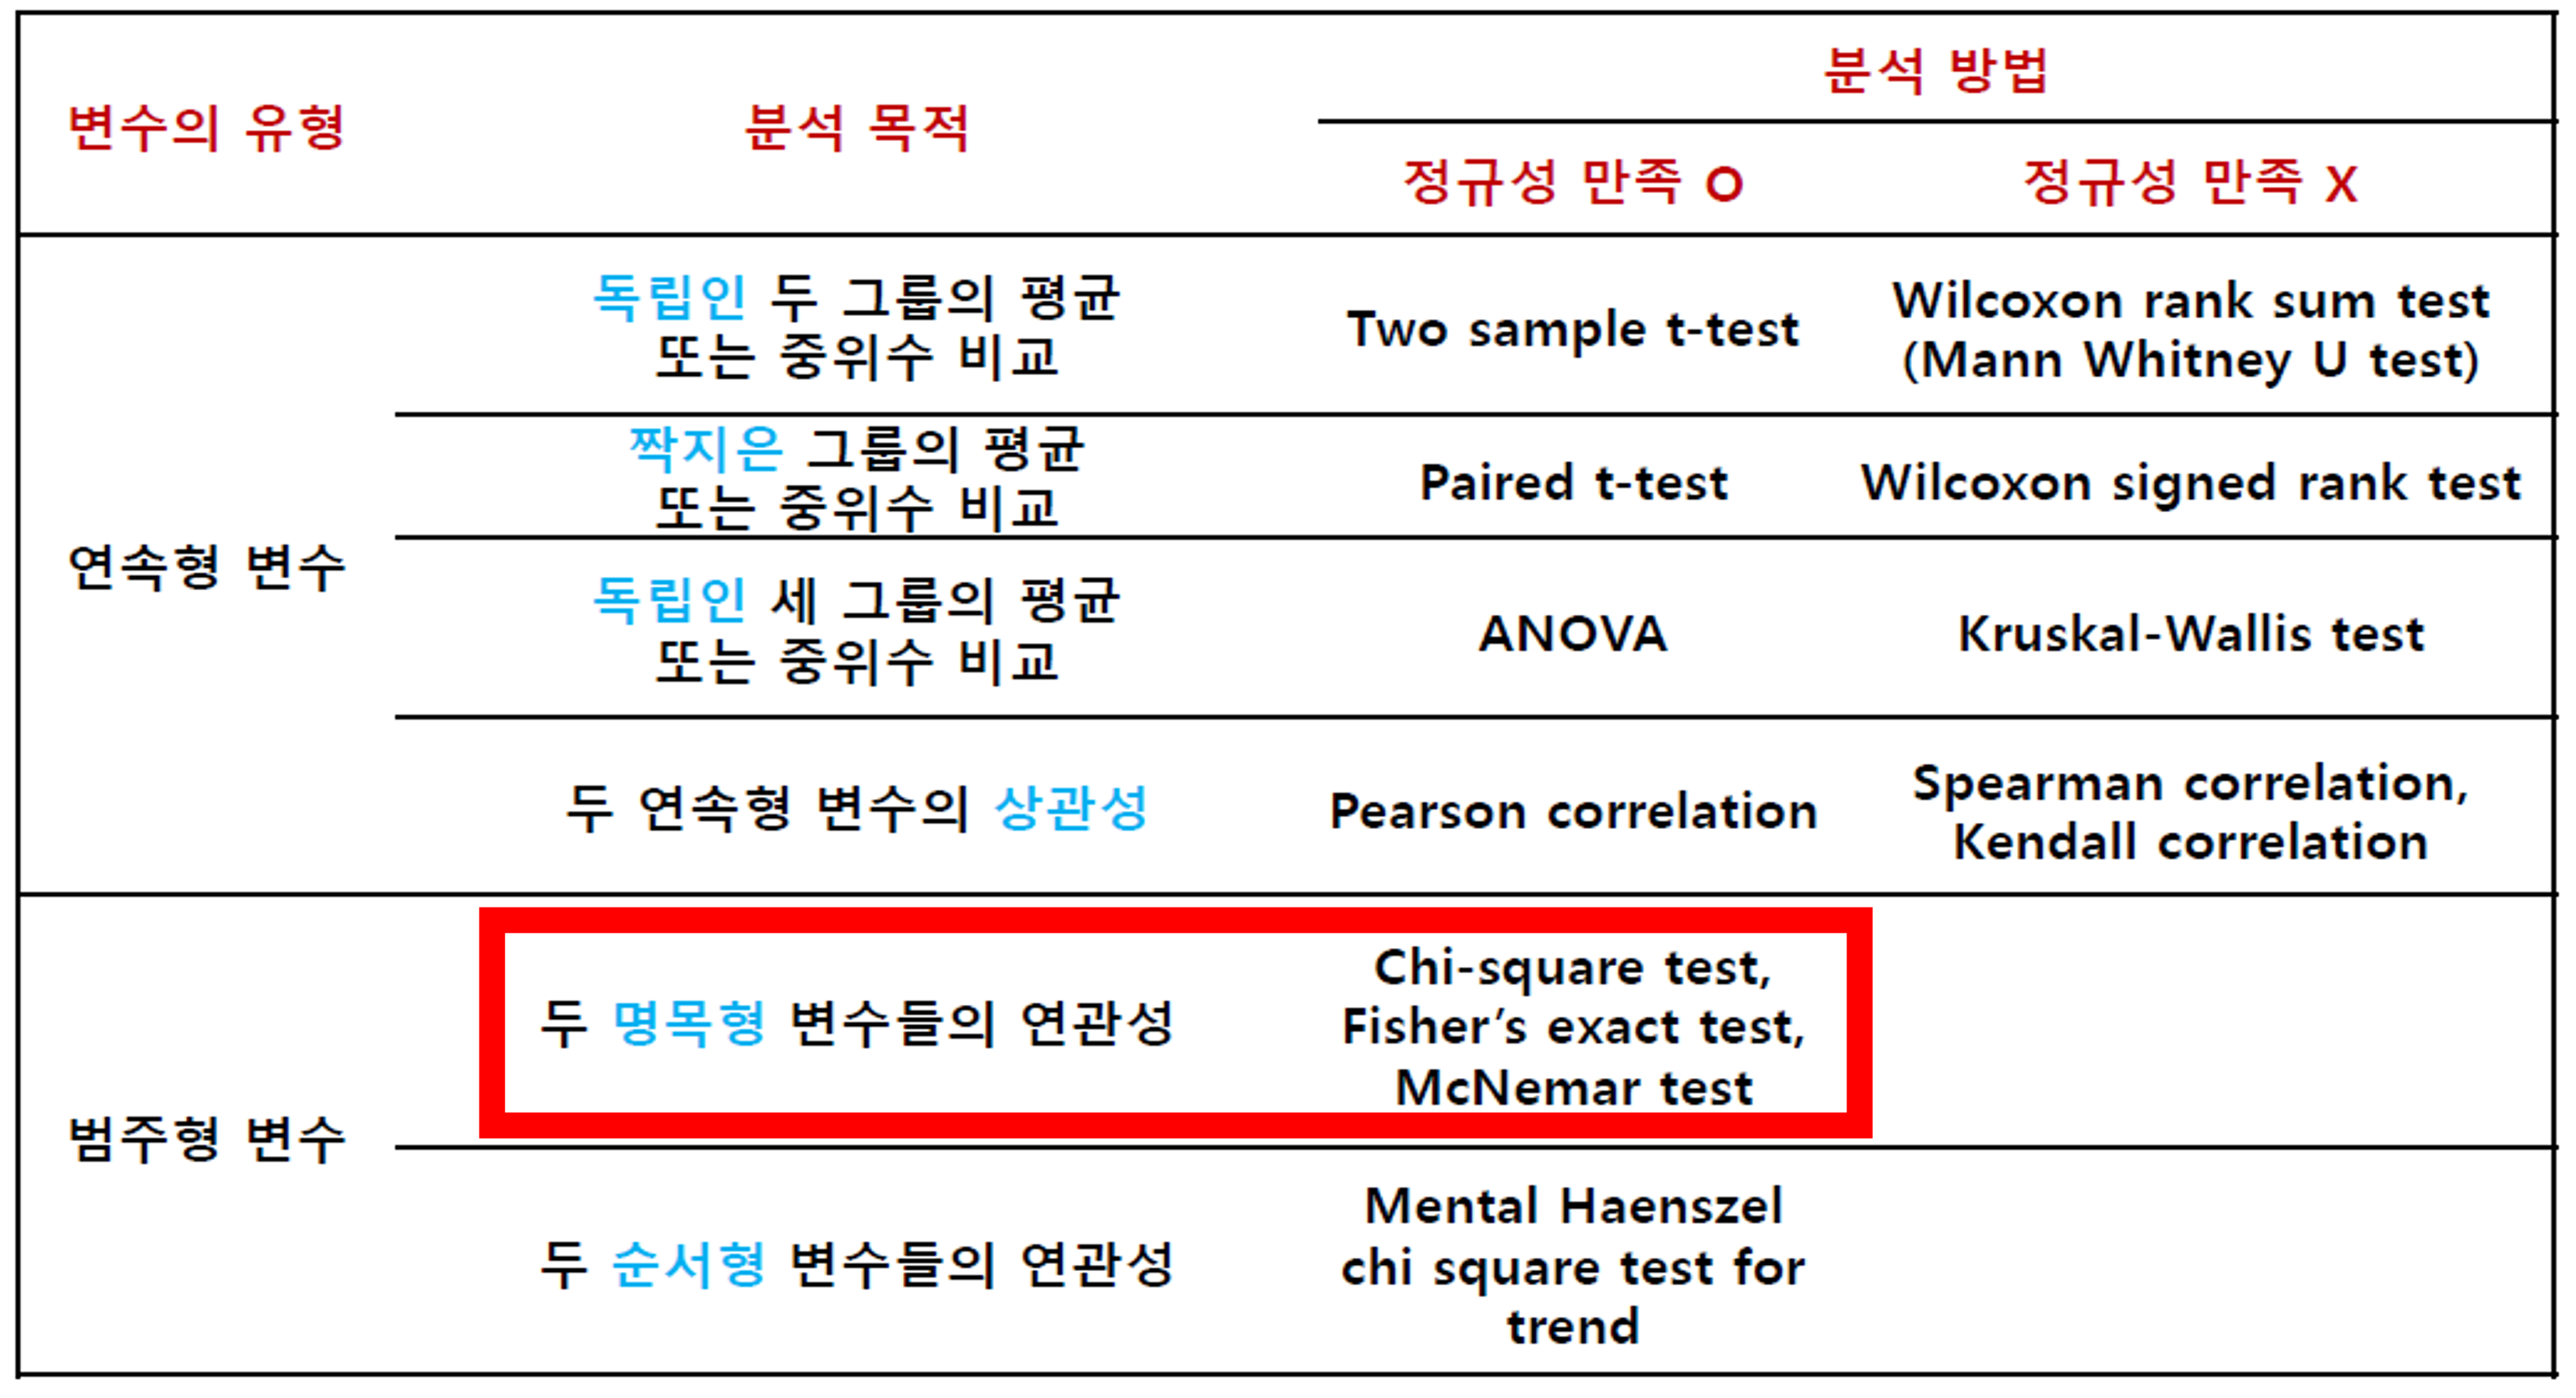 변수의 유형
분석 목적
분석 방법
정규성 만족 O
정규성 만족 X
연속형 변수
독립인 두 그룹의 평균
또는 중위수 비교
Two sample t-test
Wilcoxon rank sum test
(Mann Whitney U test)
짝지은 그룹의 평균
또는 중위수 비교
Paired t-test
Wilcoxon signed rank test
독립인 세 그룹의 평균
또는 중위수 비교
ANOVA
Kruskal-Wallis test
두 연속형 변수의 상관성
Pearson correlation
Spearman correlation,
Kendall correlation
범주형 변수
두 명목형 변수들의 연관성
Chi-square test,
Fisher’s exact test,
McNemar test
두 순서형 변수들의 연관성
Mental Haenszel
chi square test for
trend